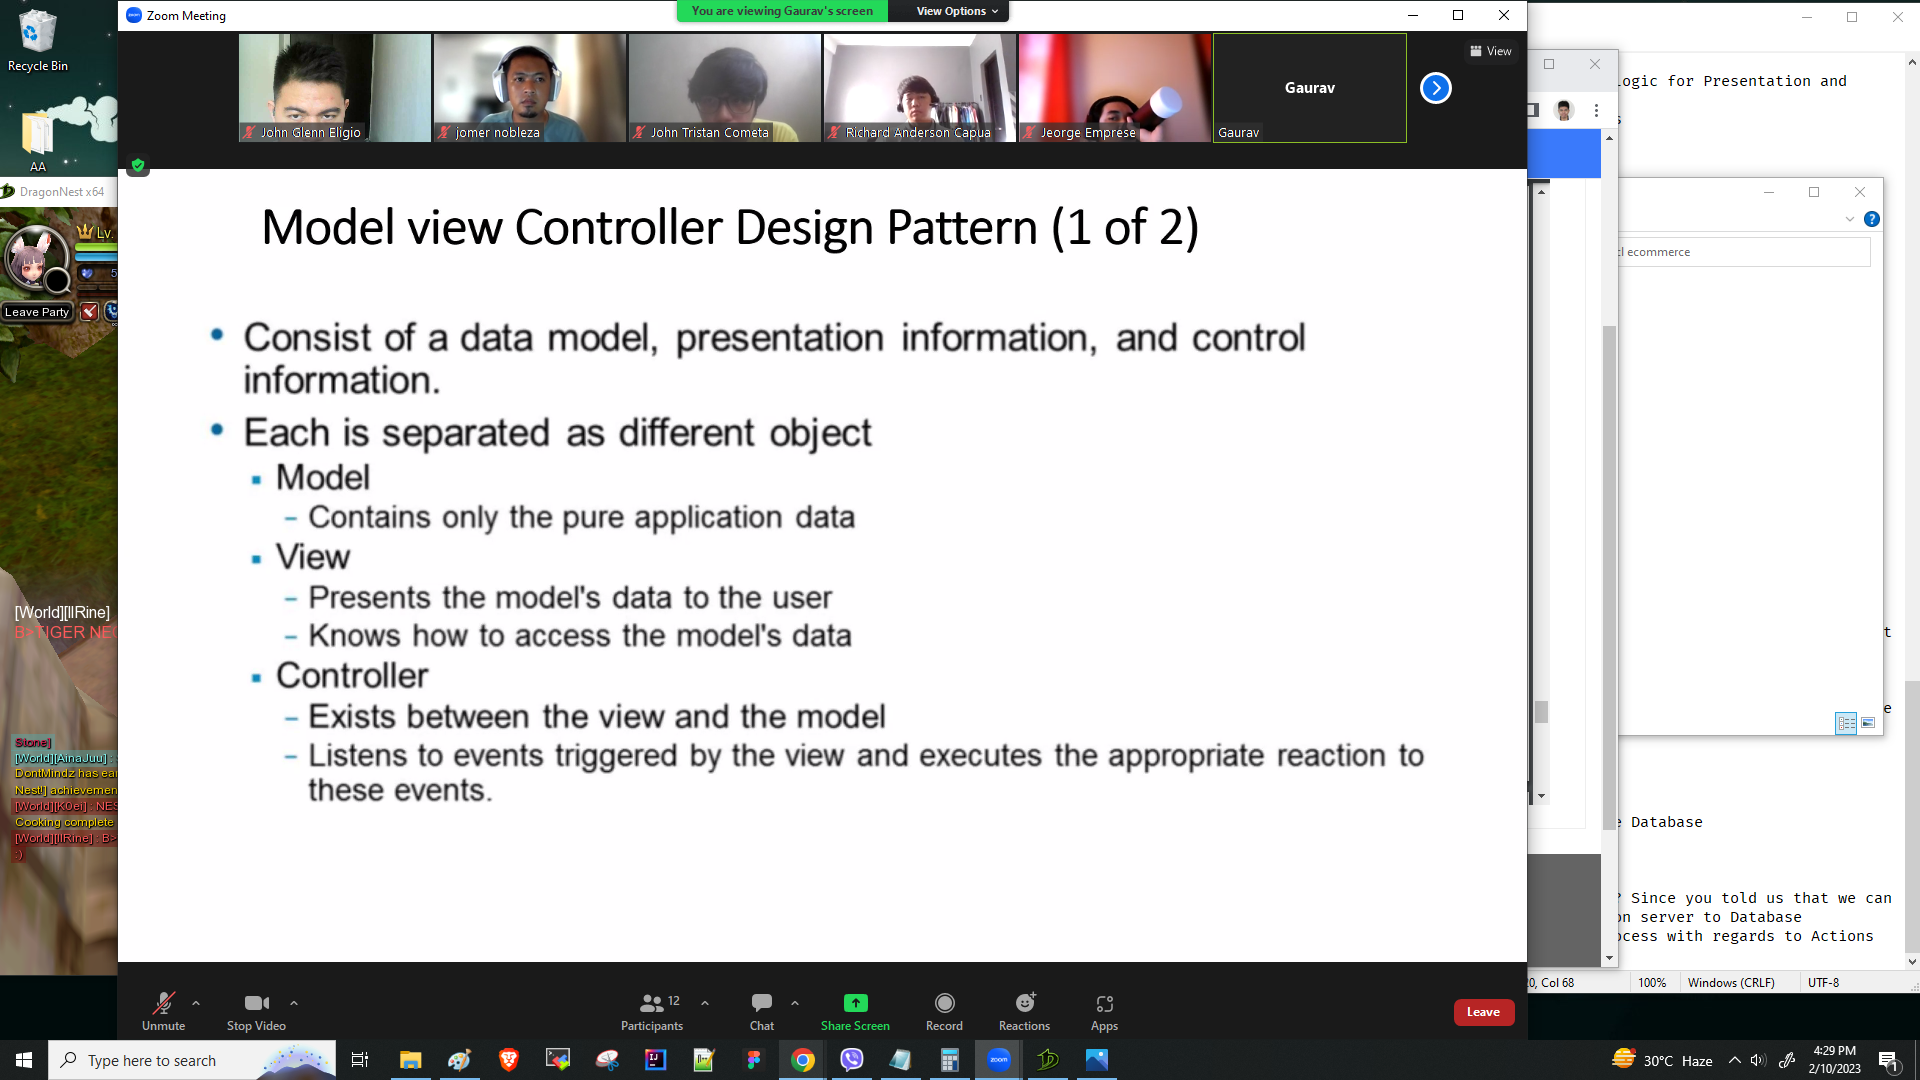 Recycle Bin
AA
DragonNest x64
Lv.
5
Leave Party
[World][IlRine]
Stone]
[World][AinaJuu] :
DontMindz has ear
Nest!] achievemen
[World][K0ei] : NES
Cooking complete
[World][IlRine] : B>
:)
Zoom Meeting
You are viewing Gaurav's screen
View Options
View
John Glenn Eligio
jomer nobleza
John Tristan Cometa
Richard Anderson Capua
Jeorge Emprese
Gaurav
Gaurav
Model view Controller Design Pattern (1 of 2)
• Consist of a data model, presentation information, and control
information.
• Each is separated as different object
▪ Model
– Contains only the pure application data
▪ View
– Presents the model's data to the user
– Knows how to access the model's data
▪ Controller
– Exists between the view and the model
– Listens to events triggered by the view and executes the appropriate reaction to
these events.
Unmute
Stop Video
12
Participants
Chat
Share Screen
Record
Reactions
Apps
Leave
ogic for Presentation and
s
ecommerce
t
e
e Database
? Since you told us that we can
on server to Database
ocess with regards to Actions
20, Col 68
100%
Windows (CRLF)
UTF-8
Type here to search
30°C Haze
4:29 PM
2/10/2023
1